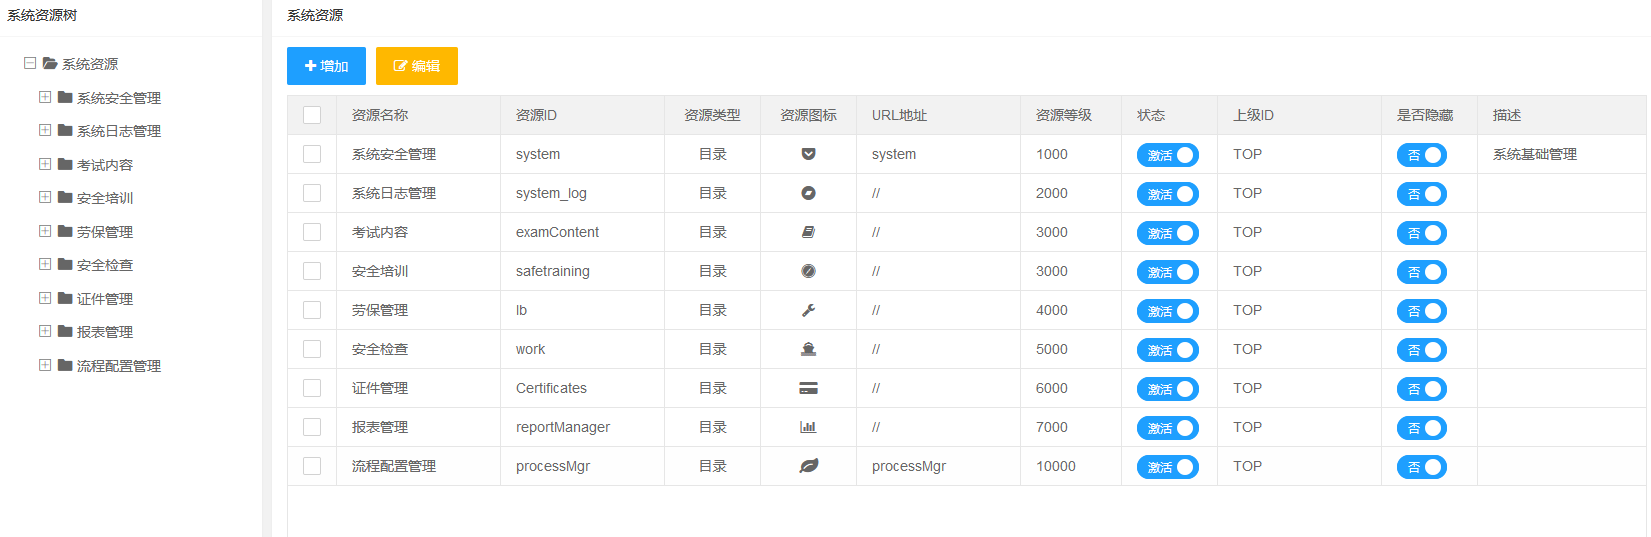 系统资源树
系统资源
系统安全管理
系统日志管理
考试内容
安全培训
劳保管理
安全检查
证件管理
报表管理
流程配置管理
系统资源
增加 编辑
资源名称 资源ID 资源类型 资源图标 URL地址 资源等级 状态 上级ID 是否隐藏 描述
系统安全管理 system 目录 system 1000 激活 TOP 否 系统基础管理
系统日志管理 system_log 目录 // 2000 激活 TOP 否
考试内容 examContent 目录 // 3000 激活 TOP 否
安全培训 safetraining 目录 // 3000 激活 TOP 否
劳保管理 lb 目录 // 4000 激活 TOP 否
安全检查 work 目录 // 5000 激活 TOP 否
证件管理 Certificates 目录 // 6000 激活 TOP 否
报表管理 reportManager 目录 // 7000 激活 TOP 否
流程配置管理 processMgr 目录 processMgr 10000 激活 TOP 否